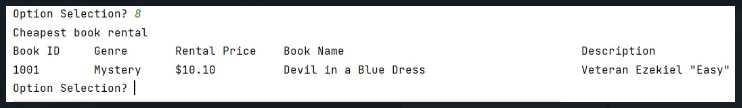 Option Selection? 8
Cheapest book rental
Book ID Genre Rental Price Book Name Description
1001 Mystery $10.10 Devil in a Blue Dress Veteran Ezekiel "Easy"
Option Selection?